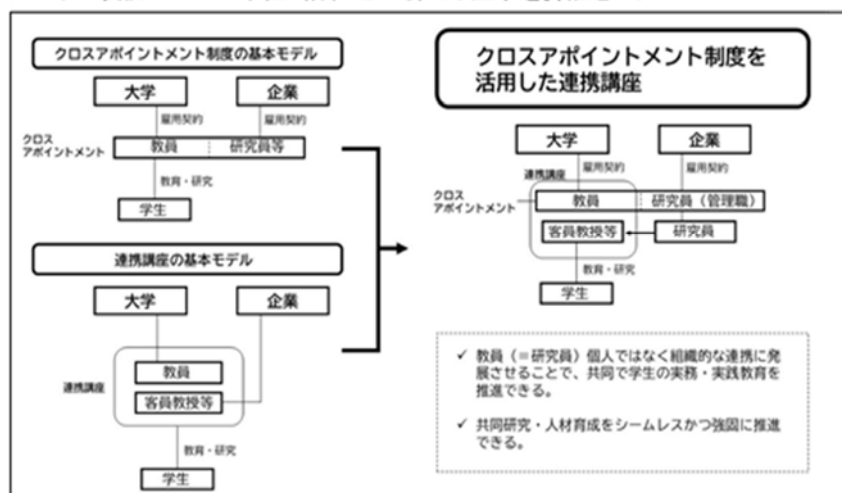 クロスアポイントメント制度の基本モデル
大学
企業
雇用契約
雇用契約
クロス
アポイントメント
教員
研究員等
教育・研究
学生
連携講座の基本モデル
大学
企業
連携講座
教員
客員教授等
教育・研究
学生
クロスアポイントメント制度を
活用した連携講座
大学
企業
連携講座
雇用契約
雇用契約
クロス
アポイントメント
教員
研究員（管理職）
客員教授等
研究員
教育・研究
学生
✓ 教員（＝研究員）個人ではなく組織的な連携に発
展させることで、共同で学生の実務・実践教育を
推進できる。
✓ 共同研究・人材育成をシームレスかつ強固に推進
できる。